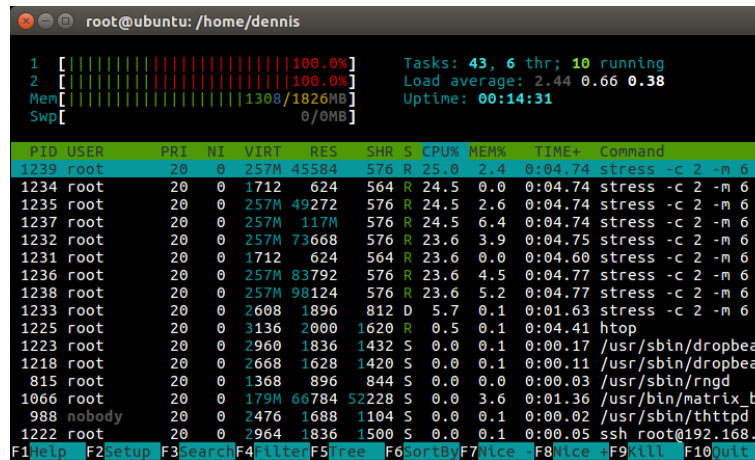 root@ubuntu: /home/dennis
1 [||||||||||||||||||||||||100.0%] Tasks: 43, 6 thr; 10 running
2 [||||||||||||||||||||||||100.0%] Load average: 2.44 0.66 0.38
Mem[|||||||||||||||||||1308/1826MB] Uptime: 00:14:31
Swp[ 0/0MB]
PID USER PRI NI VIRT RES SHR S CPU% MEM% TIME+ Command
1239 root 20 0 257M 45584 576 R 25.0 2.4 0:04.74 stress -c 2 -m 6
1234 root 20 0 1712 624 564 R 24.5 0.0 0:04.74 stress -c 2 -m 6
1235 root 20 0 257M 49272 576 R 24.5 2.6 0:04.74 stress -c 2 -m 6
1237 root 20 0 257M 117M 576 R 24.5 6.4 0:04.74 stress -c 2 -m 6
1232 root 20 0 257M 73668 576 R 23.6 3.9 0:04.75 stress -c 2 -m 6
1231 root 20 0 1712 624 564 R 23.6 0.0 0:04.60 stress -c 2 -m 6
1236 root 20 0 257M 83792 576 R 23.6 4.5 0:04.77 stress -c 2 -m 6
1238 root 20 0 257M 98124 576 R 23.6 5.2 0:04.77 stress -c 2 -m 6
1233 root 20 0 2608 1896 812 D 5.7 0.1 0:01.63 stress -c 2 -m 6
1225 root 20 0 3136 2000 1620 R 0.5 0.1 0:04.41 htop
1223 root 20 0 2960 1836 1432 S 0.0 0.1 0:00.17 /usr/sbin/dropbea
1218 root 20 0 2668 1628 1420 S 0.0 0.1 0:00.11 /usr/sbin/dropbea
815 root 20 0 1368 896 844 S 0.0 0.0 0:00.03 /usr/sbin/rngd
1066 root 20 0 179M 66784 52228 S 0.0 3.6 0:01.36 /usr/bin/matrix_b
988 nobody 20 0 2476 1688 1104 S 0.0 0.1 0:00.02 /usr/sbin/thttpd
1222 root 20 0 2964 1836 1500 S 0.0 0.1 0:00.05 ssh root@192.168
F1Help F2Setup F3SearchF4FilterF5Tree F6SortByF7Nice -F8Nice +F9Kill F10Quit